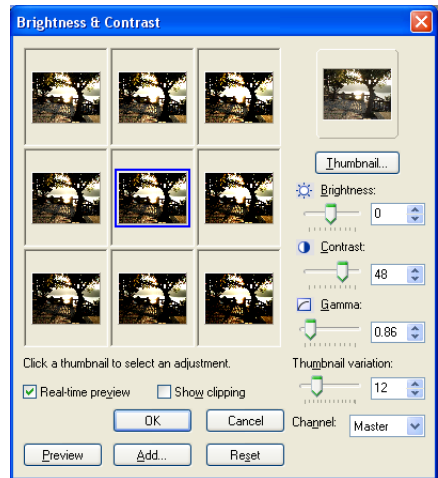 Brightness & Contrast
Thumbnail...
Brightness:
0
Contrast:
48
Gamma:
0.86
Click a thumbnail to select an adjustment.
Thumbnail variation:
Real-time preview
Show clipping
12
OK
Cancel
Channel:
Master
Preview
Add...
Reset